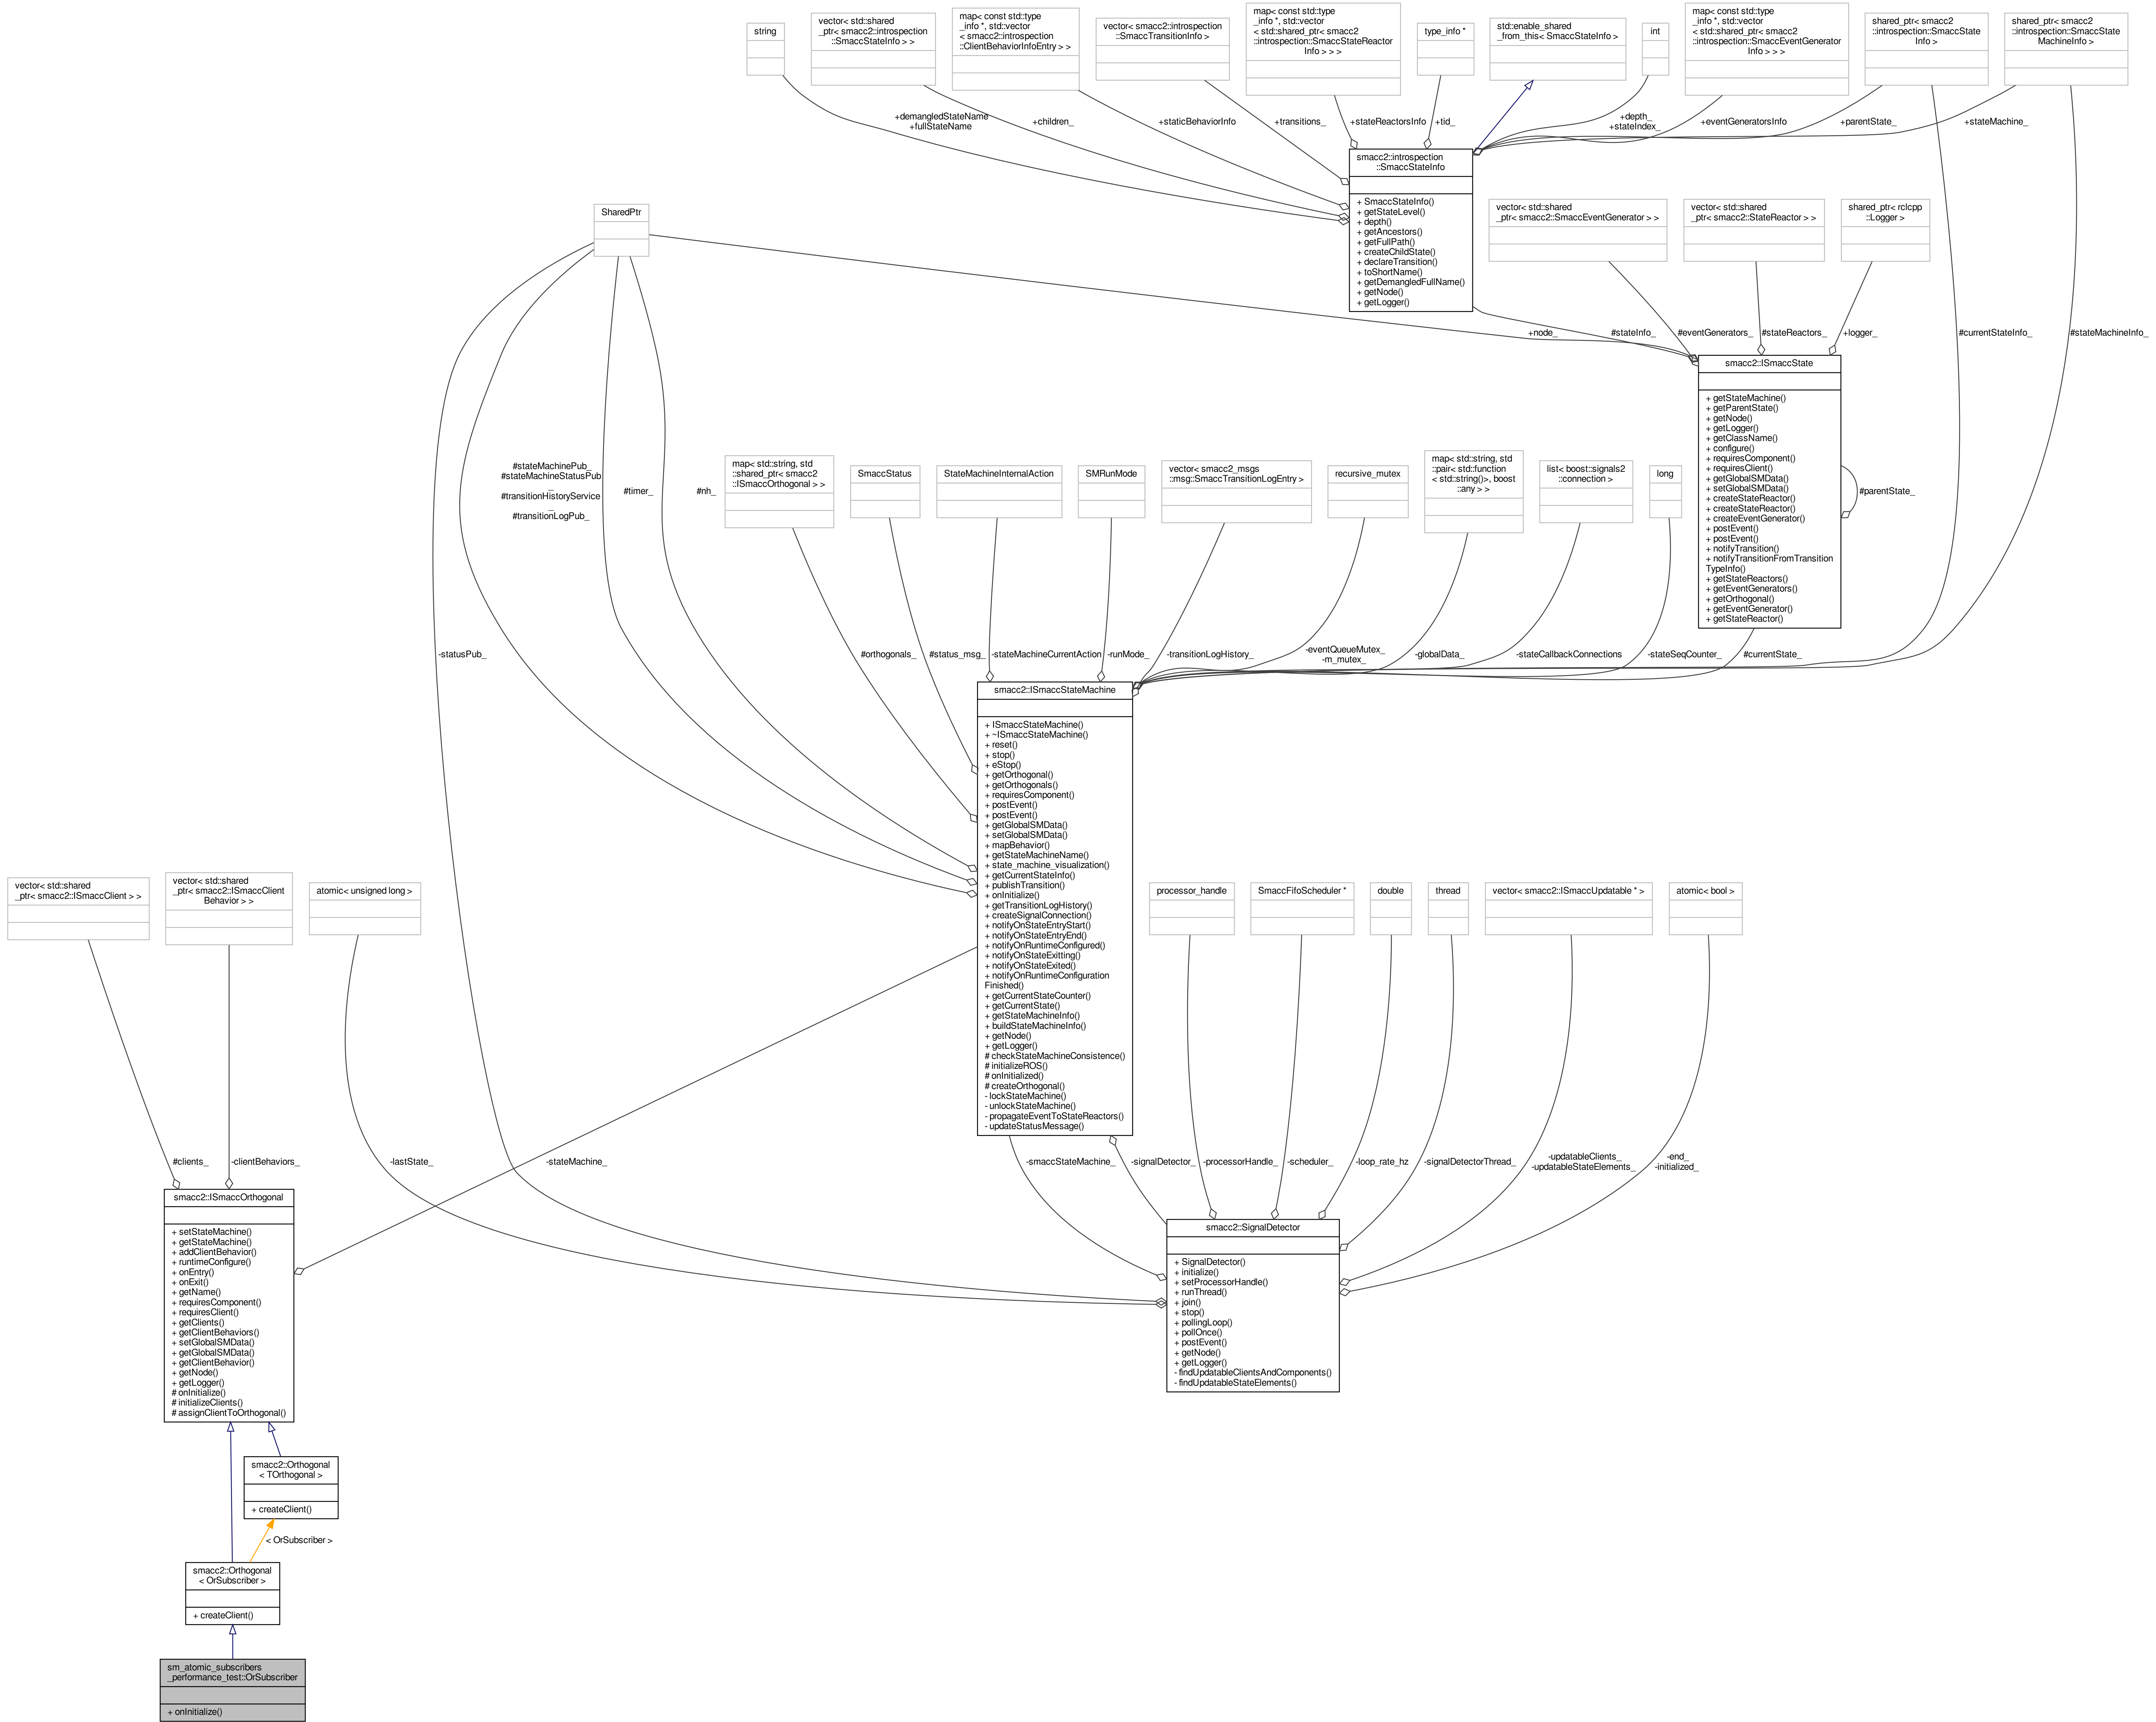 string
vector< std::shared
_ptr< smacc2::introspection
::SmaccStateInfo > >
map< const std::type
_info *, std::vector
< smacc2::introspection
::ClientBehaviorInfoEntry > >
vector< smacc2::introspection
::SmaccTransitionInfo >
map< const std::type
_info *, std::vector
< std::shared_ptr< smacc2
::introspection::SmaccStateReactor
Info > > >
type_info *
std::enable_shared
_from_this< SmaccStateInfo >
int
map< const std::type
_info *, std::vector
< std::shared_ptr< smacc2
::introspection::SmaccEventGenerator
Info > > >
shared_ptr< smacc2
::introspection::SmaccState
Info >
shared_ptr< smacc2
::introspection::SmaccState
MachineInfo >
+demangledStateName
+fullStateName
+children_
+staticBehaviorInfo
+transitions_
+stateReactorsInfo
+tid_
+depth_
+stateIndex_
+eventGeneratorsInfo
+parentState_
+stateMachine_
smacc2::introspection
::SmaccStateInfo
+ SmaccStateInfo()
+ getStateLevel()
+ depth()
+ getAncestors()
+ getFullPath()
+ createChildState()
+ declareTransition()
+ toShortName()
+ getDemangledFullName()
+ getNode()
+ getLogger()
SharedPtr
vector< std::shared
_ptr< smacc2::SmaccEventGenerator > >
vector< std::shared
_ptr< smacc2::StateReactor > >
shared_ptr< rclcpp
::Logger >
+node_
#stateInfo_
#eventGenerators_
#stateReactors_
+logger_
#currentStateInfo_
#stateMachineInfo_
smacc2::ISmaccState
+ getStateMachine()
+ getParentState()
+ getNode()
+ getLogger()
+ getClassName()
+ configure()
+ requiresComponent()
+ requiresClient()
+ getGlobalSMData()
+ setGlobalSMData()
+ createStateReactor()
+ createStateReactor()
+ createEventGenerator()
+ postEvent()
+ postEvent()
+ notifyTransition()
+ notifyTransitionFromTransition
TypeInfo()
+ getStateReactors()
+ getEventGenerators()
+ getOrthogonal()
+ getEventGenerator()
+ getStateReactor()
#parentState_
#stateMachinePub_
#stateMachineStatusPub
_
#transitionHistoryService
_
#transitionLogPub_
#timer_
#nh_
map< std::string, std
::shared_ptr< smacc2
::ISmaccOrthogonal > >
SmaccStatus
StateMachineInternalAction
SMRunMode
vector< smacc2_msgs
::msg::SmaccTransitionLogEntry >
recursive_mutex
map< std::string, std
::pair< std::function
< std::string()>, boost
::any > >
list< boost::signals2
::connection >
long
-statusPub_
#orthogonals_
#status_msg_
-stateMachineCurrentAction
-runMode_
-transitionLogHistory_
-eventQueueMutex_
-m_mutex_
-globalData_
-stateCallbackConnections
-stateSeqCounter_
#currentState_
smacc2::ISmaccStateMachine
+ ISmaccStateMachine()
+ ~ISmaccStateMachine()
+ reset()
+ stop()
+ eStop()
+ getOrthogonal()
+ getOrthogonals()
+ requiresComponent()
+ postEvent()
+ postEvent()
+ getGlobalSMData()
+ setGlobalSMData()
+ mapBehavior()
+ getStateMachineName()
+ state_machine_visualization()
+ getCurrentStateInfo()
+ publishTransition()
+ onInitialize()
+ getTransitionLogHistory()
+ createSignalConnection()
+ notifyOnStateEntryStart()
+ notifyOnStateEntryEnd()
+ notifyOnRuntimeConfigured()
+ notifyOnStateExitting()
+ notifyOnStateExited()
+ notifyOnRuntimeConfiguration
Finished()
+ getCurrentStateCounter()
+ getCurrentState()
+ getStateMachineInfo()
+ buildStateMachineInfo()
+ getNode()
+ getLogger()
# checkStateMachineConsistence()
# initializeROS()
# onInitialized()
# createOrthogonal()
- lockStateMachine()
- unlockStateMachine()
- propagateEventToStateReactors()
- updateStatusMessage()
vector< std::shared
_ptr< smacc2::ISmaccClient > >
vector< std::shared
_ptr< smacc2::ISmaccClient
Behavior > >
atomic< unsigned long >
processor_handle
SmaccFifoScheduler *
double
thread
vector< smacc2::ISmaccUpdatable * >
atomic< bool >
#clients_
-clientBehaviors_
-lastState_
-stateMachine_
-smaccStateMachine_
-signalDetector_
-processorHandle_
-scheduler_
-loop_rate_hz
-signalDetectorThread_
-updatableClients_
-updatableStateElements_
-end_
-initialized_
smacc2::ISmaccOrthogonal
+ setStateMachine()
+ getStateMachine()
+ addClientBehavior()
+ runtimeConfigure()
+ onEntry()
+ onExit()
+ getName()
+ requiresComponent()
+ requiresClient()
+ getClients()
+ getClientBehaviors()
+ setGlobalSMData()
+ getGlobalSMData()
+ getClientBehavior()
+ getNode()
+ getLogger()
# onInitialize()
# initializeClients()
# assignClientToOrthogonal()
smacc2::SignalDetector
+ SignalDetector()
+ initialize()
+ setProcessorHandle()
+ runThread()
+ join()
+ stop()
+ pollingLoop()
+ pollOnce()
+ postEvent()
+ getNode()
+ getLogger()
- findUpdatableClientsAndComponents()
- findUpdatableStateElements()
smacc2::Orthogonal
< TOrthogonal >
+ createClient()
< OrSubscriber >
smacc2::Orthogonal
< OrSubscriber >
+ createClient()
sm_atomic_subscribers
_performance_test::OrSubscriber
+ onInitialize()